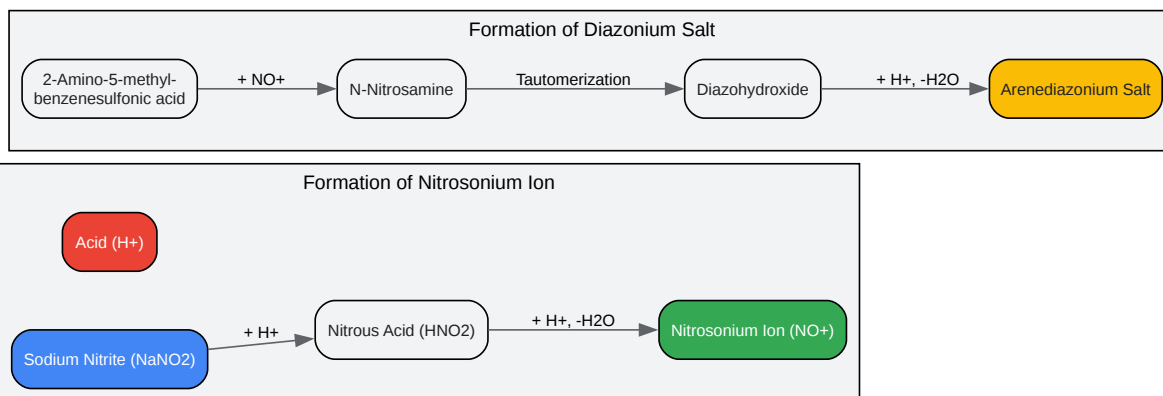 Formation of Diazonium Salt
2-Amino-5-methyl-
benzenesulfonic acid
+ NO+
N-Nitrosamine
Tautomerization
Diazohydroxide
+ H+, -H2O
Arenediazonium Salt
Formation of Nitrosonium Ion
Acid (H+)
Sodium Nitrite (NaNO2)
+ H+
Nitrous Acid (HNO2)
+ H+, -H2O
Nitrosonium Ion (NO+)